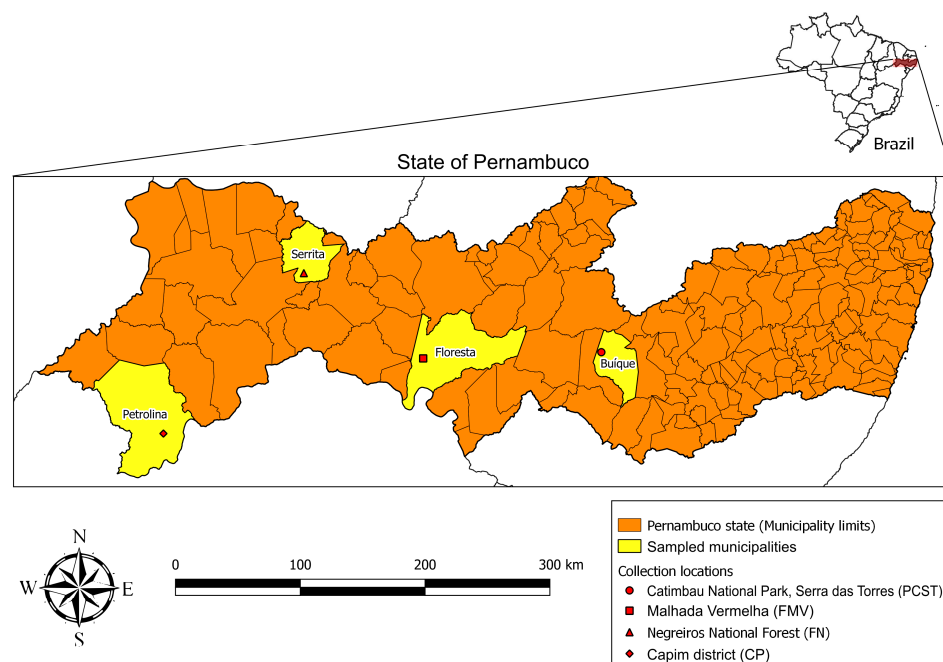 Brazil
State of Pernambuco
Serrita
Floresta
Buíque
Petrolina
N
W E
S
0 100 200 300 km
Pernambuco state (Municipality limits)
Sampled municipalities
Collection locations
Catimbau National Park, Serra das Torres (PCST)
Malhada Vermelha (FMV)
Negreiros National Forest (FN)
Capim district (CP)